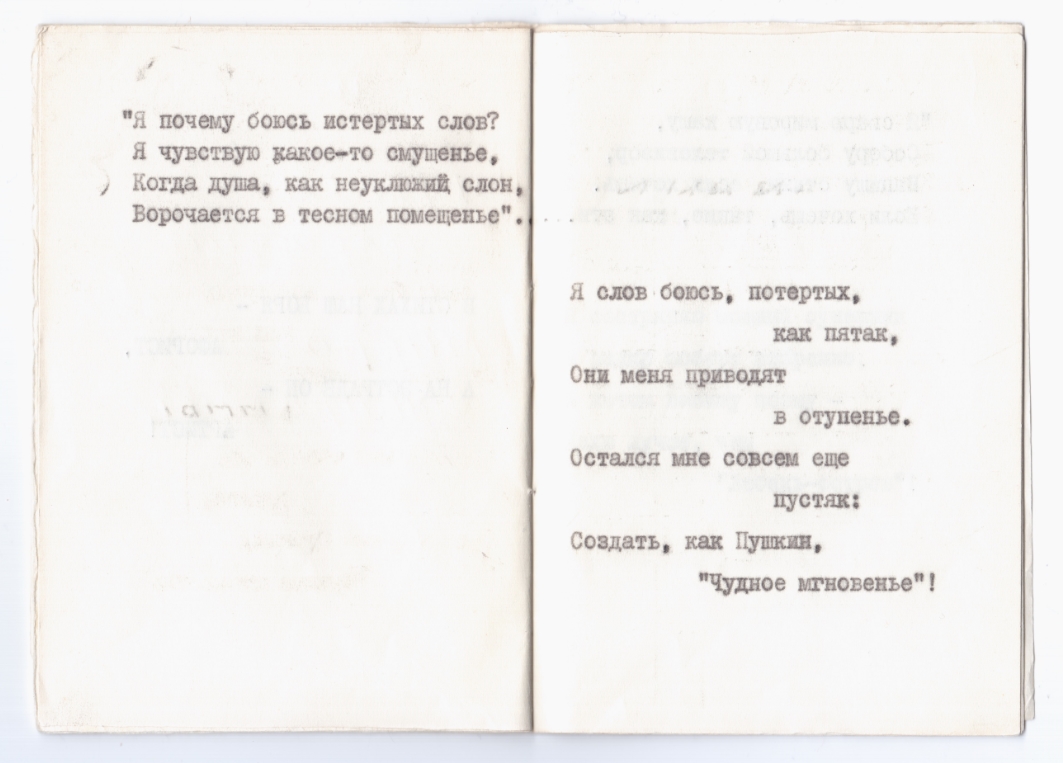 "Я почему боюсь истертых слов?
Я чувствую какое-то смущенье,
Когда душа, как неуклюжий слон,
Ворочается в тесном помещенье"..
Я слов боюсь, потертых,
как пятак,
Они меня приводят
в отупенье.
Остался мне совсем еще
пустяк:
Создать, как Пушкин,
"Чудное мгновенье"!